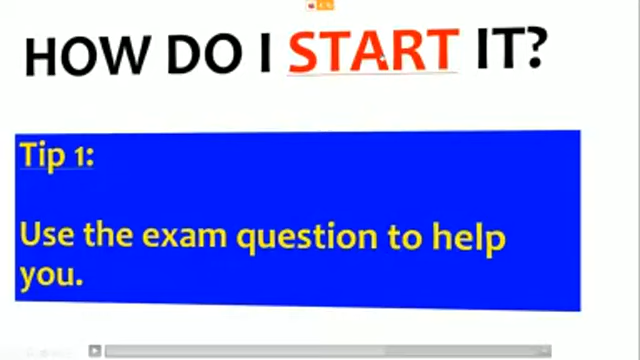 HOW DO I START IT?
Tip 1:
Use the exam question to help
you.